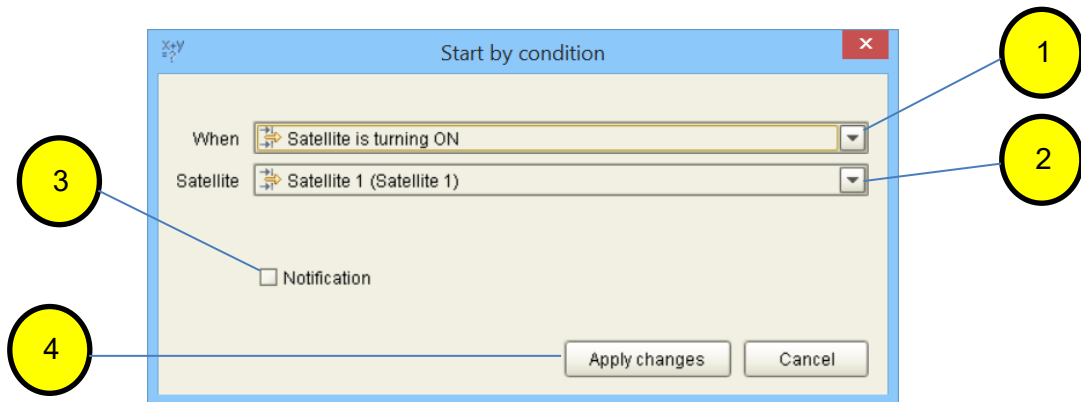 x+y
=?
Start by condition
1
When Satellite is turning ON
2
Satellite Satellite 1 (Satellite 1)
3
Notification
4
Apply changes Cancel